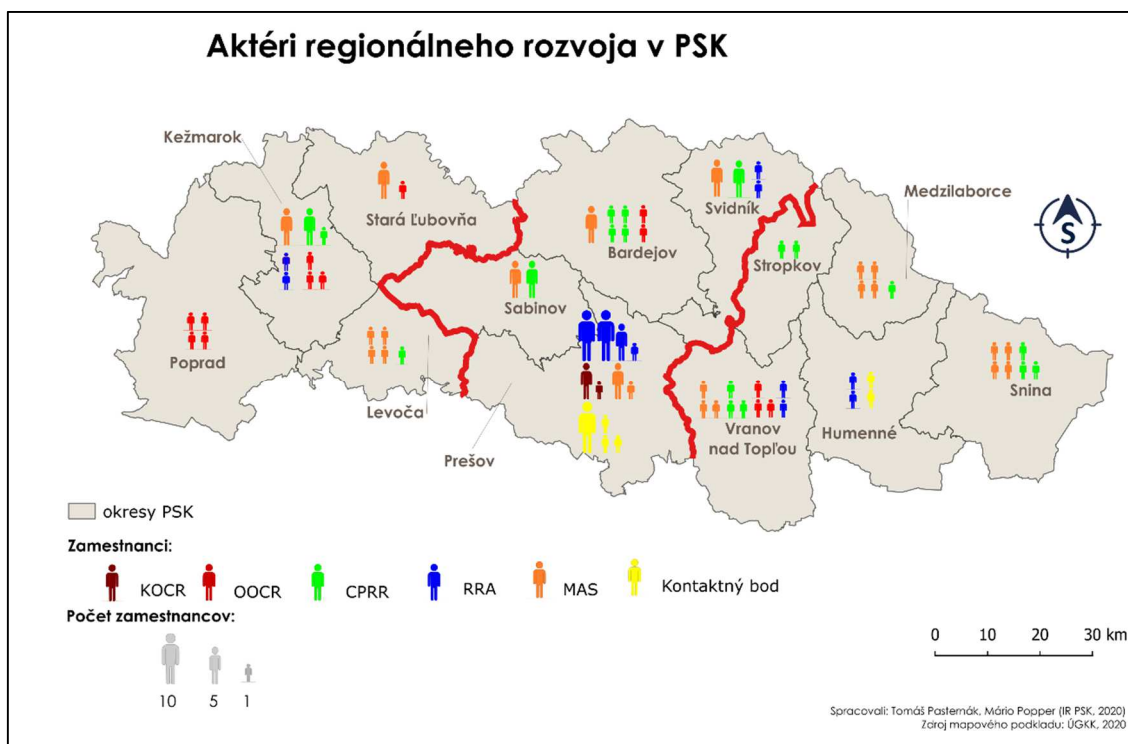 Aktéri regionálneho rozvoja v PSK
Kežmarok
Stará Ľubovňa
Svidník
Medzilaborce
Bardejov
Stropkov
S
Sabinov
Poprad
Levoča
Snina
Vranov
nad Topľou
Humenné
Prešov
okresy PSK
Zamestnanci:
KOCR OOCR CPRR RRA MAS Kontaktný bod
Počet zamestnancov:
10 5 1
0 10 20 30 km
Spracovali: Tomáš Pasternák, Mário Popper (IR PSK, 2020)
Zdroj mapového podkladu: ÚGKK, 2020